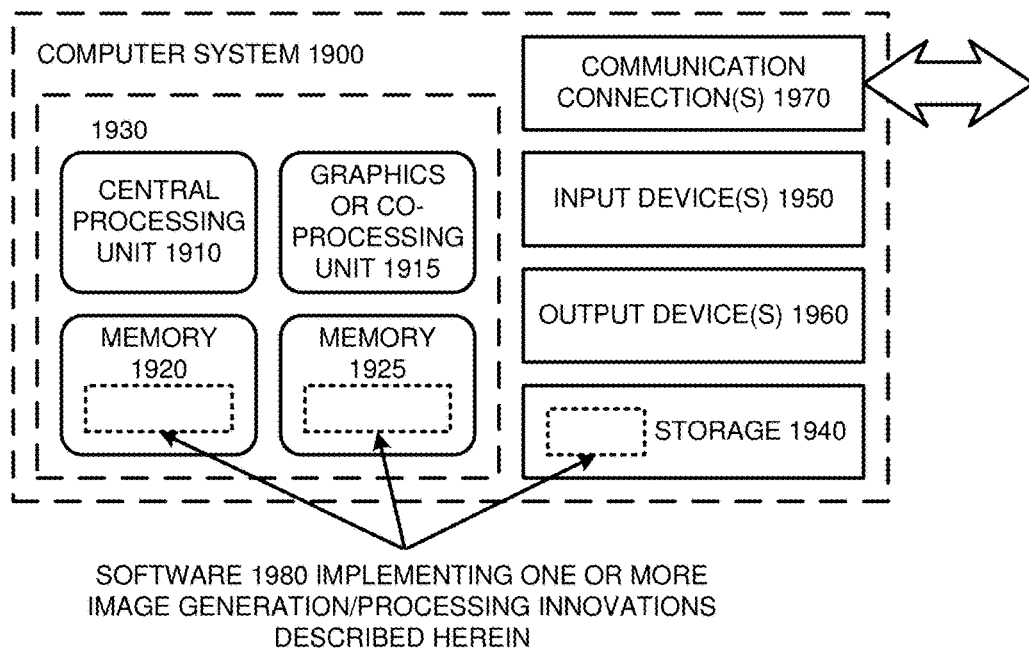 COMPUTER SYSTEM 1900
COMMUNICATION
CONNECTION(S) 1970
1930
CENTRAL
PROCESSING
UNIT 1910
GRAPHICS
OR CO-
PROCESSING
UNIT 1915
INPUT DEVICE(S) 1950
OUTPUT DEVICE(S) 1960
MEMORY
1920
MEMORY
1925
STORAGE 1940
SOFTWARE 1980 IMPLEMENTING ONE OR MORE
IMAGE GENERATION/PROCESSING INNOVATIONS
DESCRIBED HEREIN